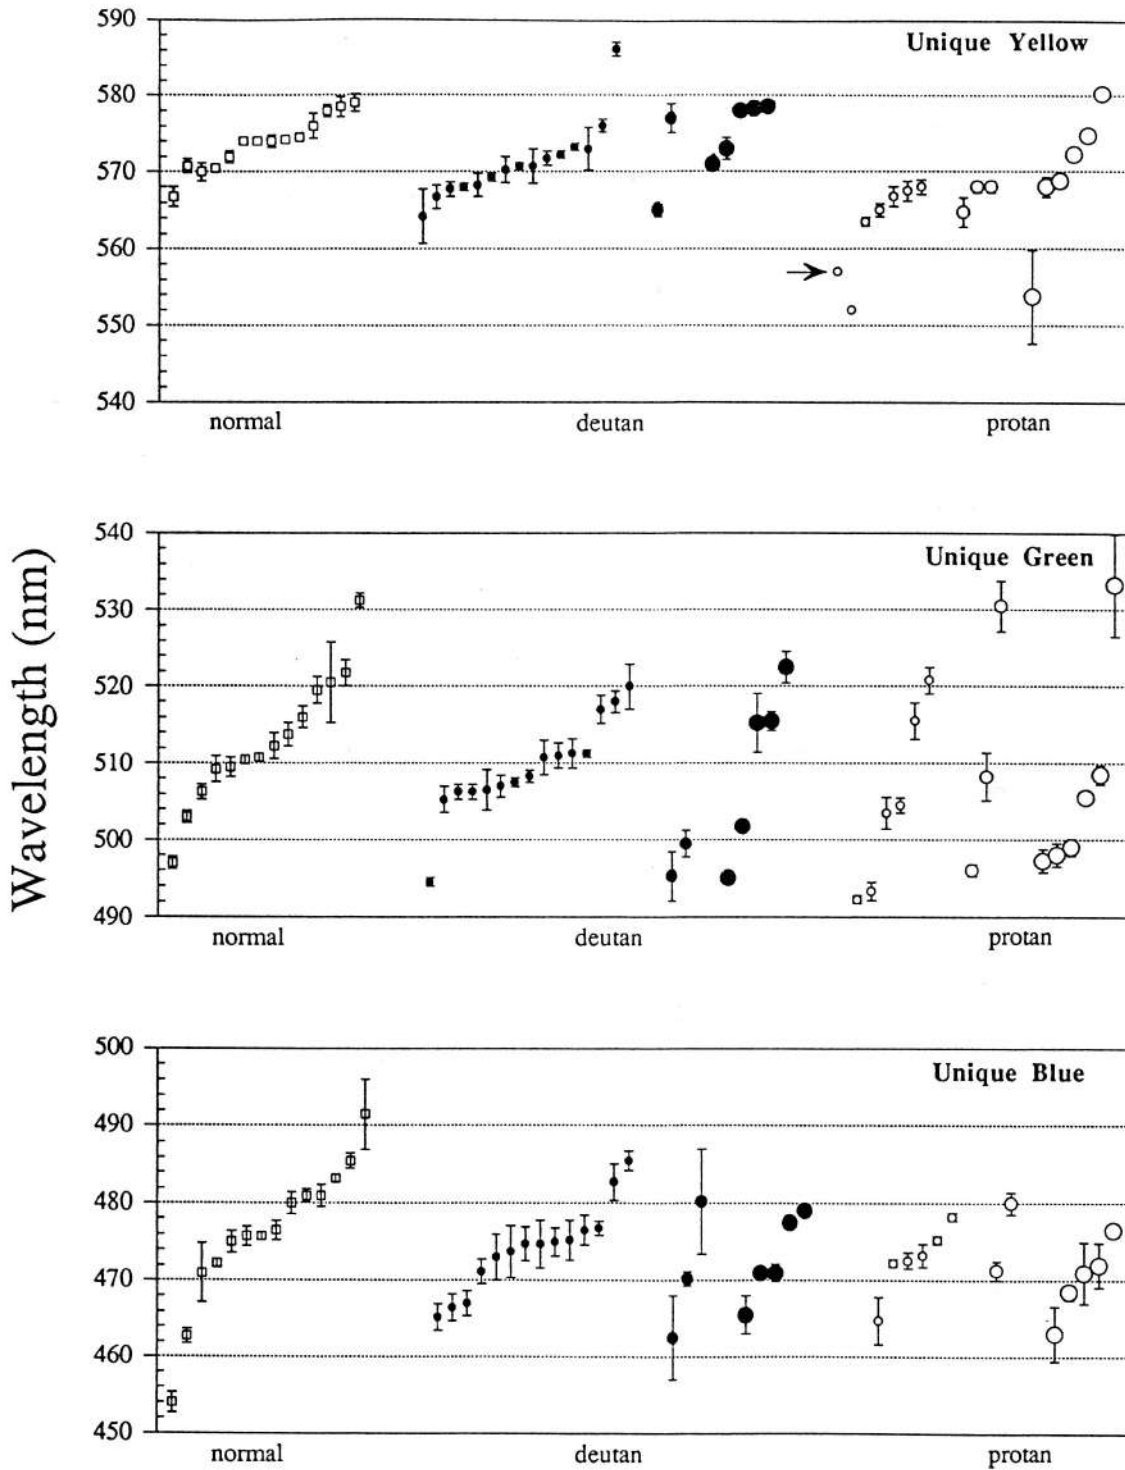 Wavelength (nm)
590
Unique Yellow
580
570
560
550
540
normal deutan protan
540
Unique Green
530
520
510
500
490
normal deutan protan
500
Unique Blue
490
480
470
460
450
normal deutan protan